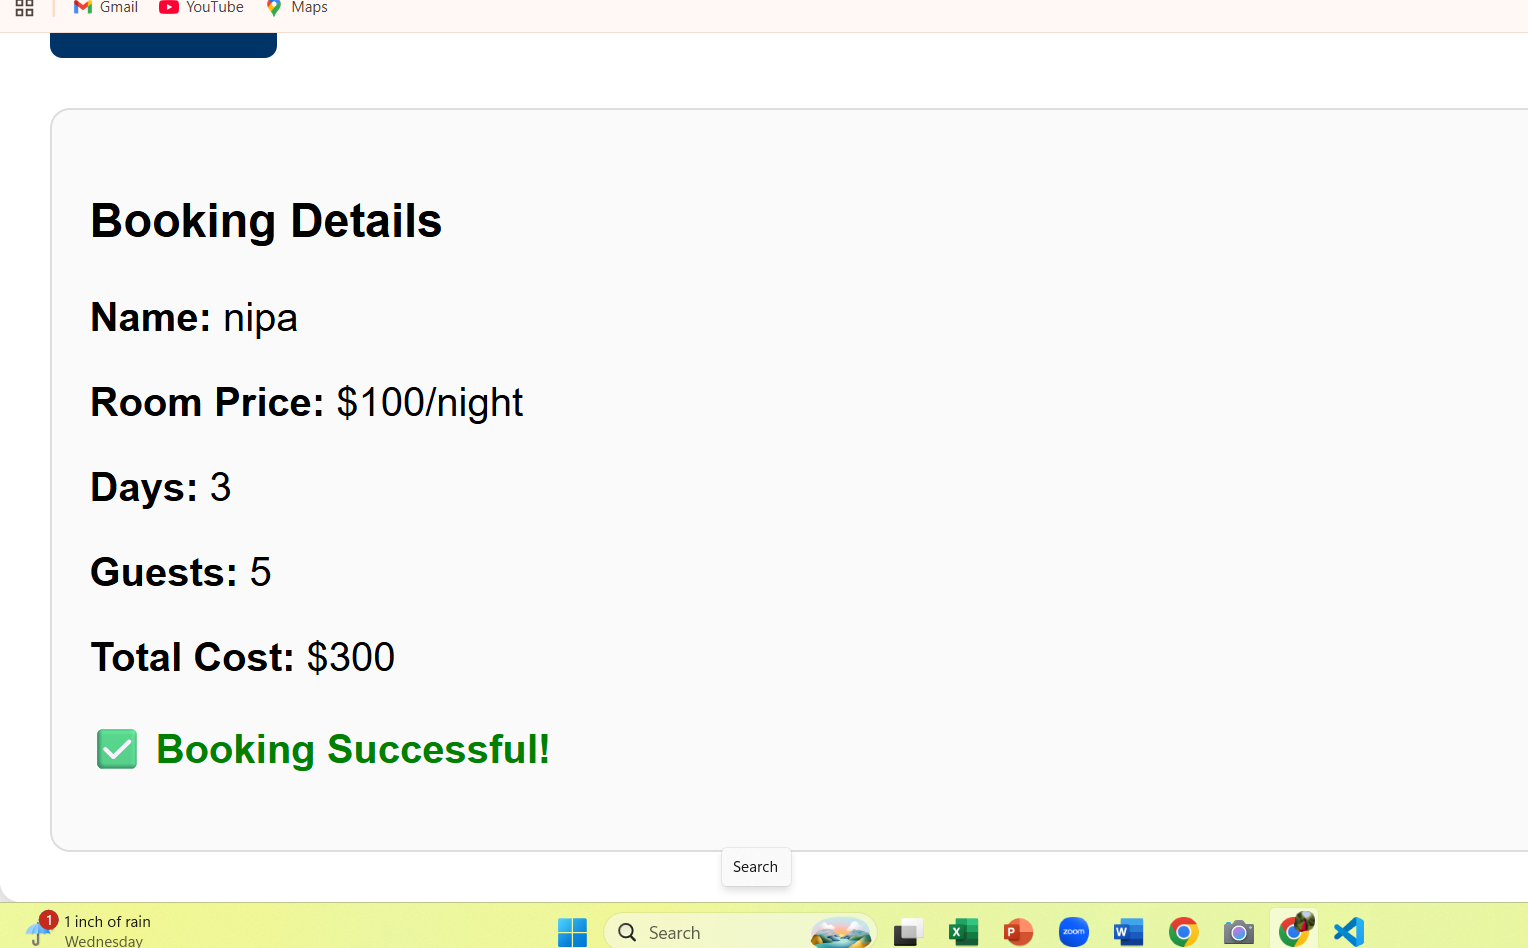 Gmail YouTube Maps
Booking Details
Name: nipa
Room Price: $100/night
Days: 3
Guests: 5
Total Cost: $300
✅ Booking Successful!
Search
1
1 inch of rain
Wednesday
Search
X
P
zoom
W